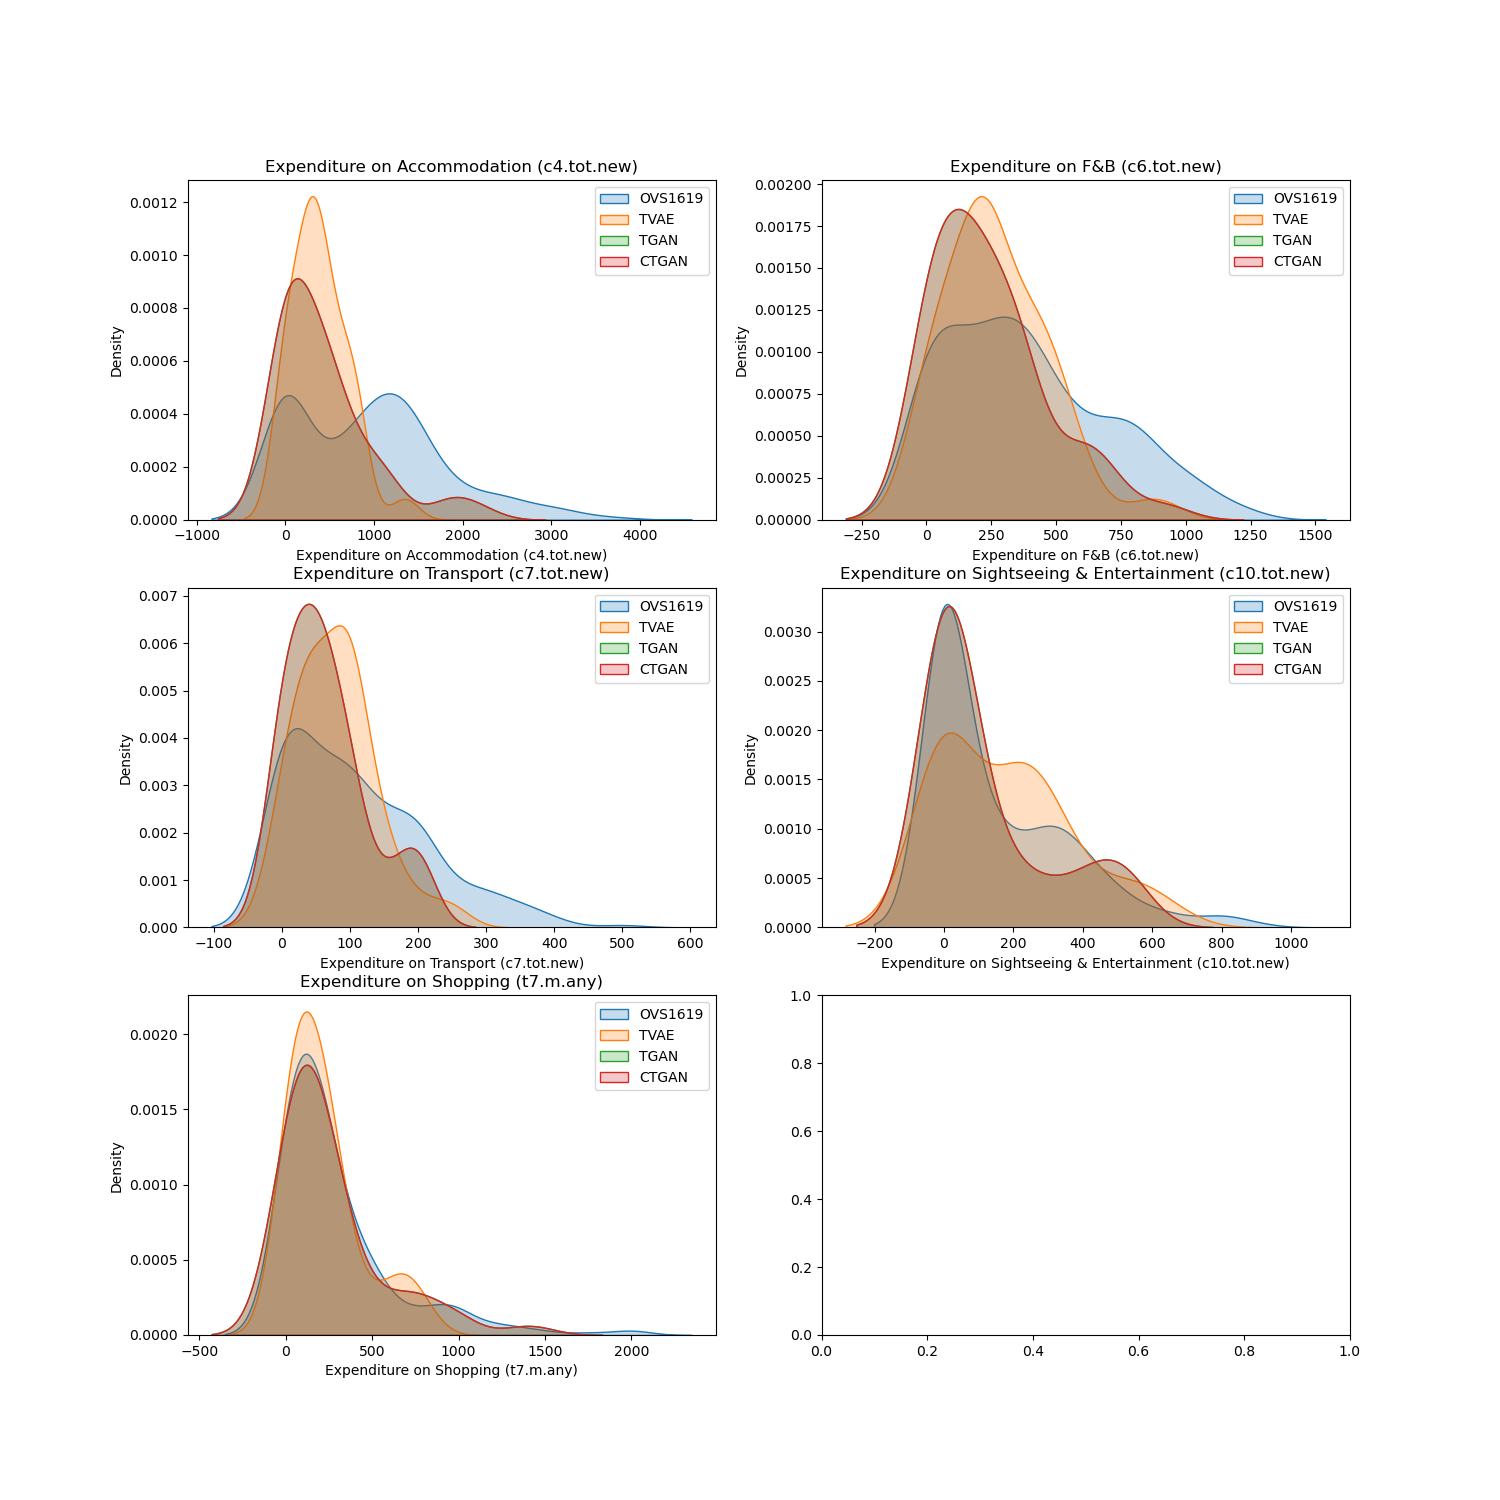 Expenditure on Accommodation (c4.tot.new)
Density
0.0012
0.0010
0.0008
0.0006
0.0004
0.0002
0.0000
OVS1619
TVAE
TGAN
CTGAN
−1000 0 1000 2000 3000 4000
Expenditure on Accommodation (c4.tot.new)
Expenditure on F&B (c6.tot.new)
Density
0.00200
0.00175
0.00150
0.00125
0.00100
0.00075
0.00050
0.00025
0.00000
OVS1619
TVAE
TGAN
CTGAN
−250 0 250 500 750 1000 1250 1500
Expenditure on F&B (c6.tot.new)
Expenditure on Transport (c7.tot.new)
Density
0.007
0.006
0.005
0.004
0.003
0.002
0.001
0.000
OVS1619
TVAE
TGAN
CTGAN
−100 0 100 200 300 400 500 600
Expenditure on Transport (c7.tot.new)
Expenditure on Sightseeing & Entertainment (c10.tot.new)
Density
0.0030
0.0025
0.0020
0.0015
0.0010
0.0005
0.0000
OVS1619
TVAE
TGAN
CTGAN
−200 0 200 400 600 800 1000
Expenditure on Sightseeing & Entertainment (c10.tot.new)
Expenditure on Shopping (t7.m.any)
Density
0.0020
0.0015
0.0010
0.0005
0.0000
OVS1619
TVAE
TGAN
CTGAN
−500 0 500 1000 1500 2000
Expenditure on Shopping (t7.m.any)
1.0
0.8
0.6
0.4
0.2
0.0
0.0 0.2 0.4 0.6 0.8 1.0